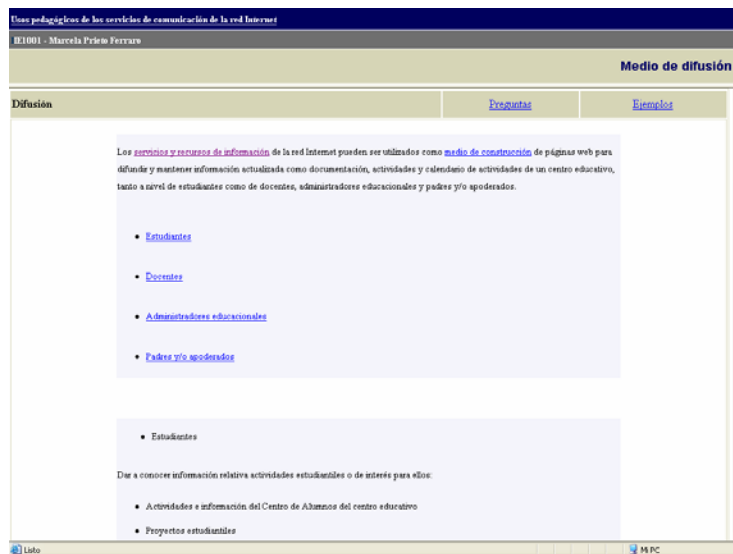 Usos pedagógicos de los servicios de comunicación de la red Internet
IE1001 - Marcela Prieto Ferraro
Medio de difusión
Difusión Preguntas Ejemplos
Los servicios y recursos de información de la red Internet pueden ser utilizados como medio de construcción de páginas web para
difundir y mantener información actualizada como documentación, actividades y calendario de actividades de un centro educativo,
tanto a nivel de estudiantes como de docentes, administradores educacionales y padres y/o apoderados.
• Estudiantes
• Docentes
• Administradores educacionales
• Padres y/o apoderados
• Estudiantes
Dar a conocer información relativa actividades estudiantiles o de interés para ellos:
• Actividades e información del Centro de Alumnos del centro educativo
• Proyectos estudiantiles
Listo Mi PC